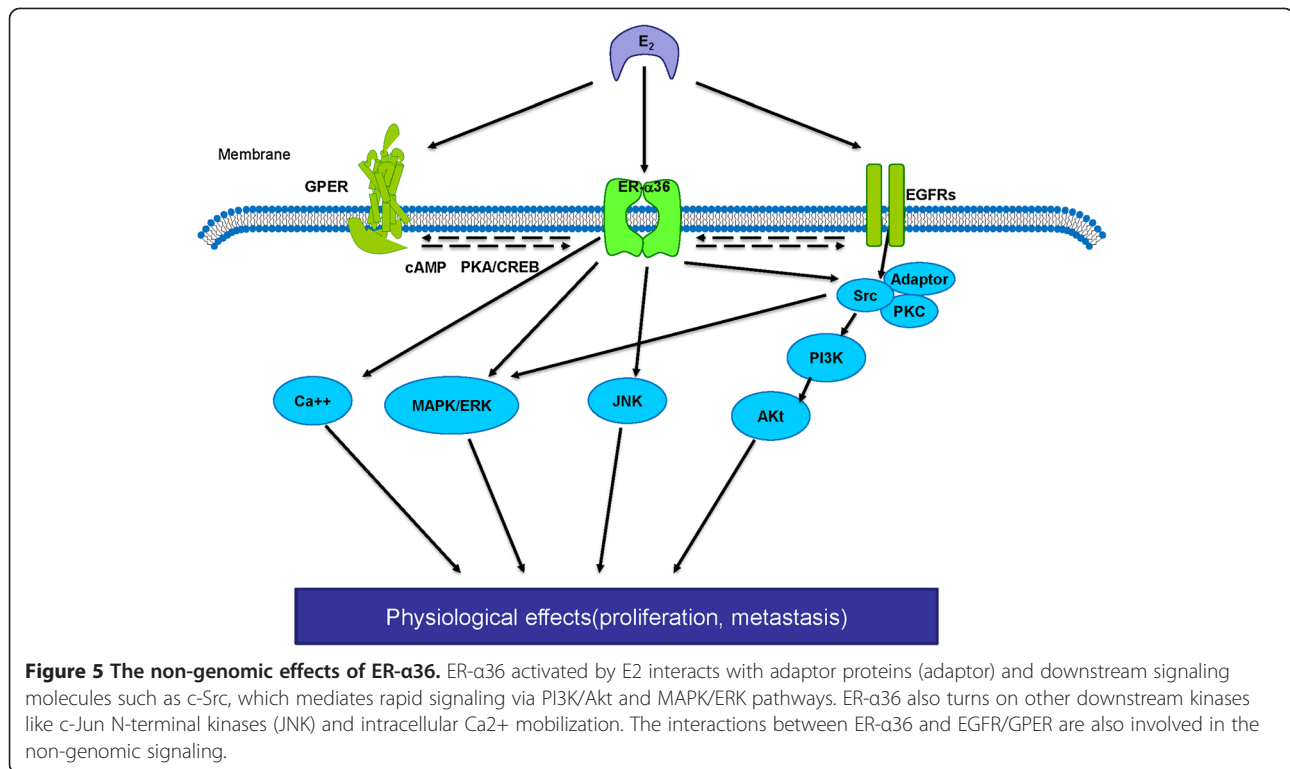 E2
Membrane
GPER
ER-α36
EGFRs
cAMP PKA/CREB
Adaptor
Src
PKC
PI3K
Ca++
MAPK/ERK
JNK
AKt
Physiological effects(proliferation, metastasis)
Figure 5 The non-genomic effects of ER-α36. ER-α36 activated by E2 interacts with adaptor proteins (adaptor) and downstream signaling
molecules such as c-Src, which mediates rapid signaling via PI3K/Akt and MAPK/ERK pathways. ER-α36 also turns on other downstream kinases
like c-Jun N-terminal kinases (JNK) and intracellular Ca2+ mobilization. The interactions between ER-α36 and EGFR/GPER are also involved in the
non-genomic signaling.